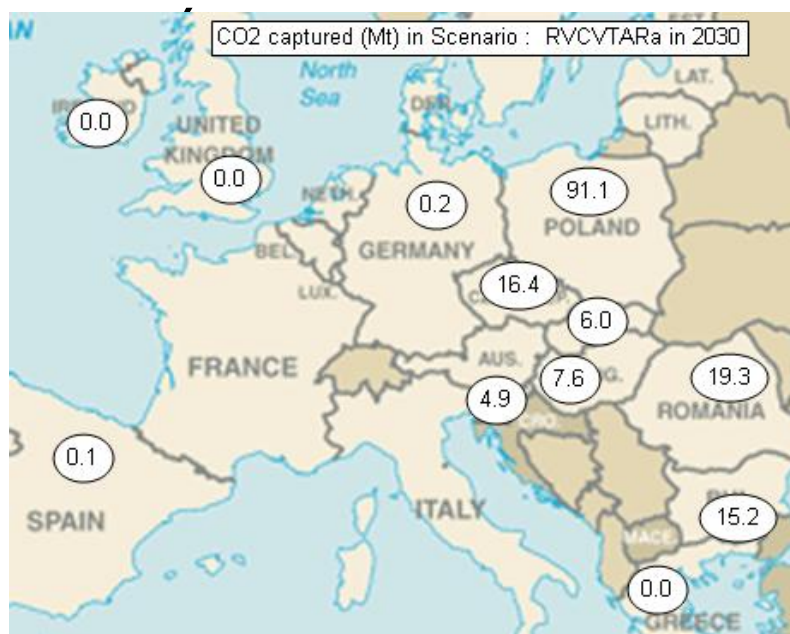 CO2 captured (Mt) in Scenario : RVCVTARa in 2030
North
Sea
LAT.
LITH.
0.0
UNITED
KINGDOM
0.0
NETH.
0.2
91.1
POLAND
BEL.
GERMANY
LUX.
16.4
6.0
FRANCE
AUS.
7.6
19.3
4.9
ROMANIA
0.1
SPAIN
ITALY
15.2
MACE.
0.0
GREECE